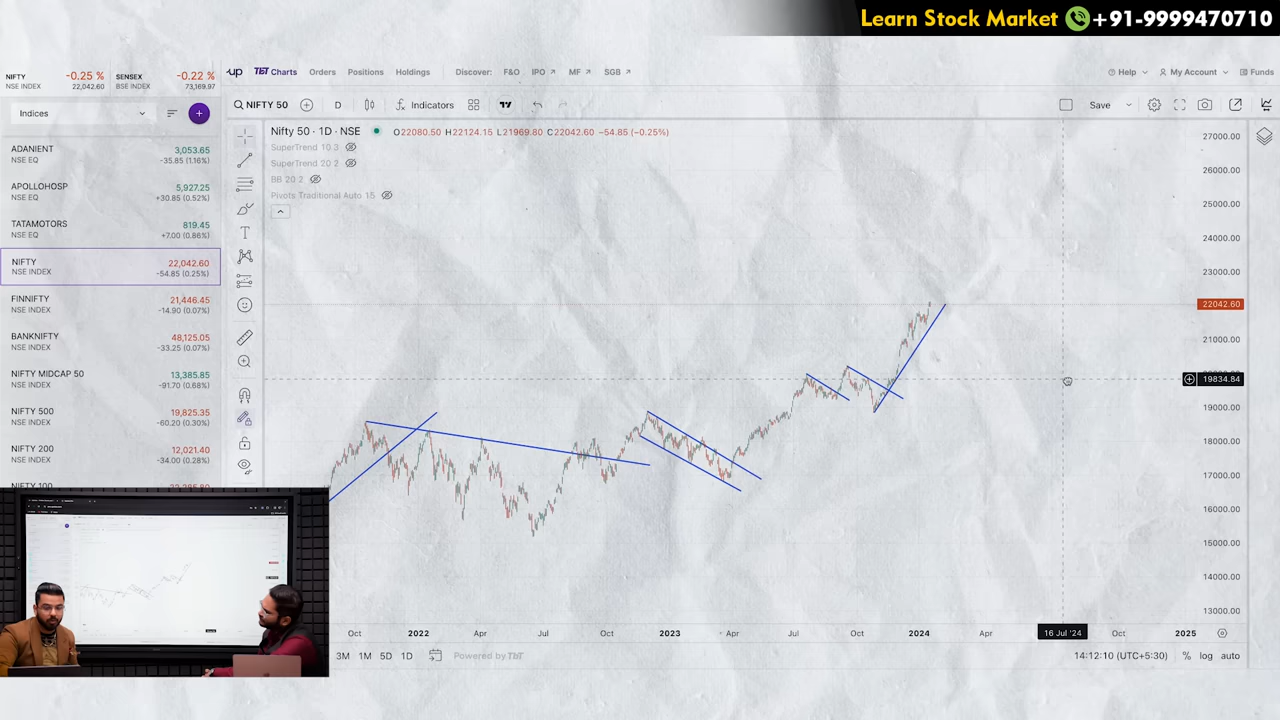 Learn Stock Market +91-9999470710
NIFTY -0.25 % SENSEX -0.22 %
NSE INDEX 22,042.60 BSE INDEX 73,169.97
up TBT Charts Orders Positions Holdings Discover: F&O IPO MF SGB Help My Account Funds
Indices
NIFTY 50 D Indicators Save
ADANIENT 3,053.65
NSE EQ -35.85 (1.16%)
APOLLOHOSP 5,927.25
NSE EQ +30.85 (0.52%)
TATAMOTORS 819.45
NSE EQ +7.00 (0.86%)
NIFTY 22,042.60
NSE INDEX -54.85 (0.25%)
FINNIFTY 21,446.45
NSE INDEX -14.90 (0.07%)
BANKNIFTY 48,125.05
NSE INDEX -33.25 (0.07%)
NIFTY MIDCAP 50 13,385.85
NSE INDEX -91.70 (0.68%)
NIFTY 500 19,825.35
NSE INDEX -60.20 (0.30%)
NIFTY 200 12,021.40
NSE INDEX -34.00 (0.28%)
NIFTY 100
Nifty 50 · 1D · NSE O22080.50 H22124.15 L21969.80 C22042.60 -54.85 (-0.25%)
SuperTrend 10 3
SuperTrend 20 2
BB 20 2
Pivots Traditional Auto 15
27000.00
26000.00
25000.00
24000.00
23000.00
22042.60
21000.00
19834.84
19000.00
18000.00
17000.00
16000.00
15000.00
14000.00
13000.00
Oct 2022 Apr Jul Oct 2023 Apr Jul Oct 2024 Apr 16 Jul '24 Oct 2025
3M 1M 5D 1D Powered by TBT 14:12:10 (UTC+5:30) % log auto